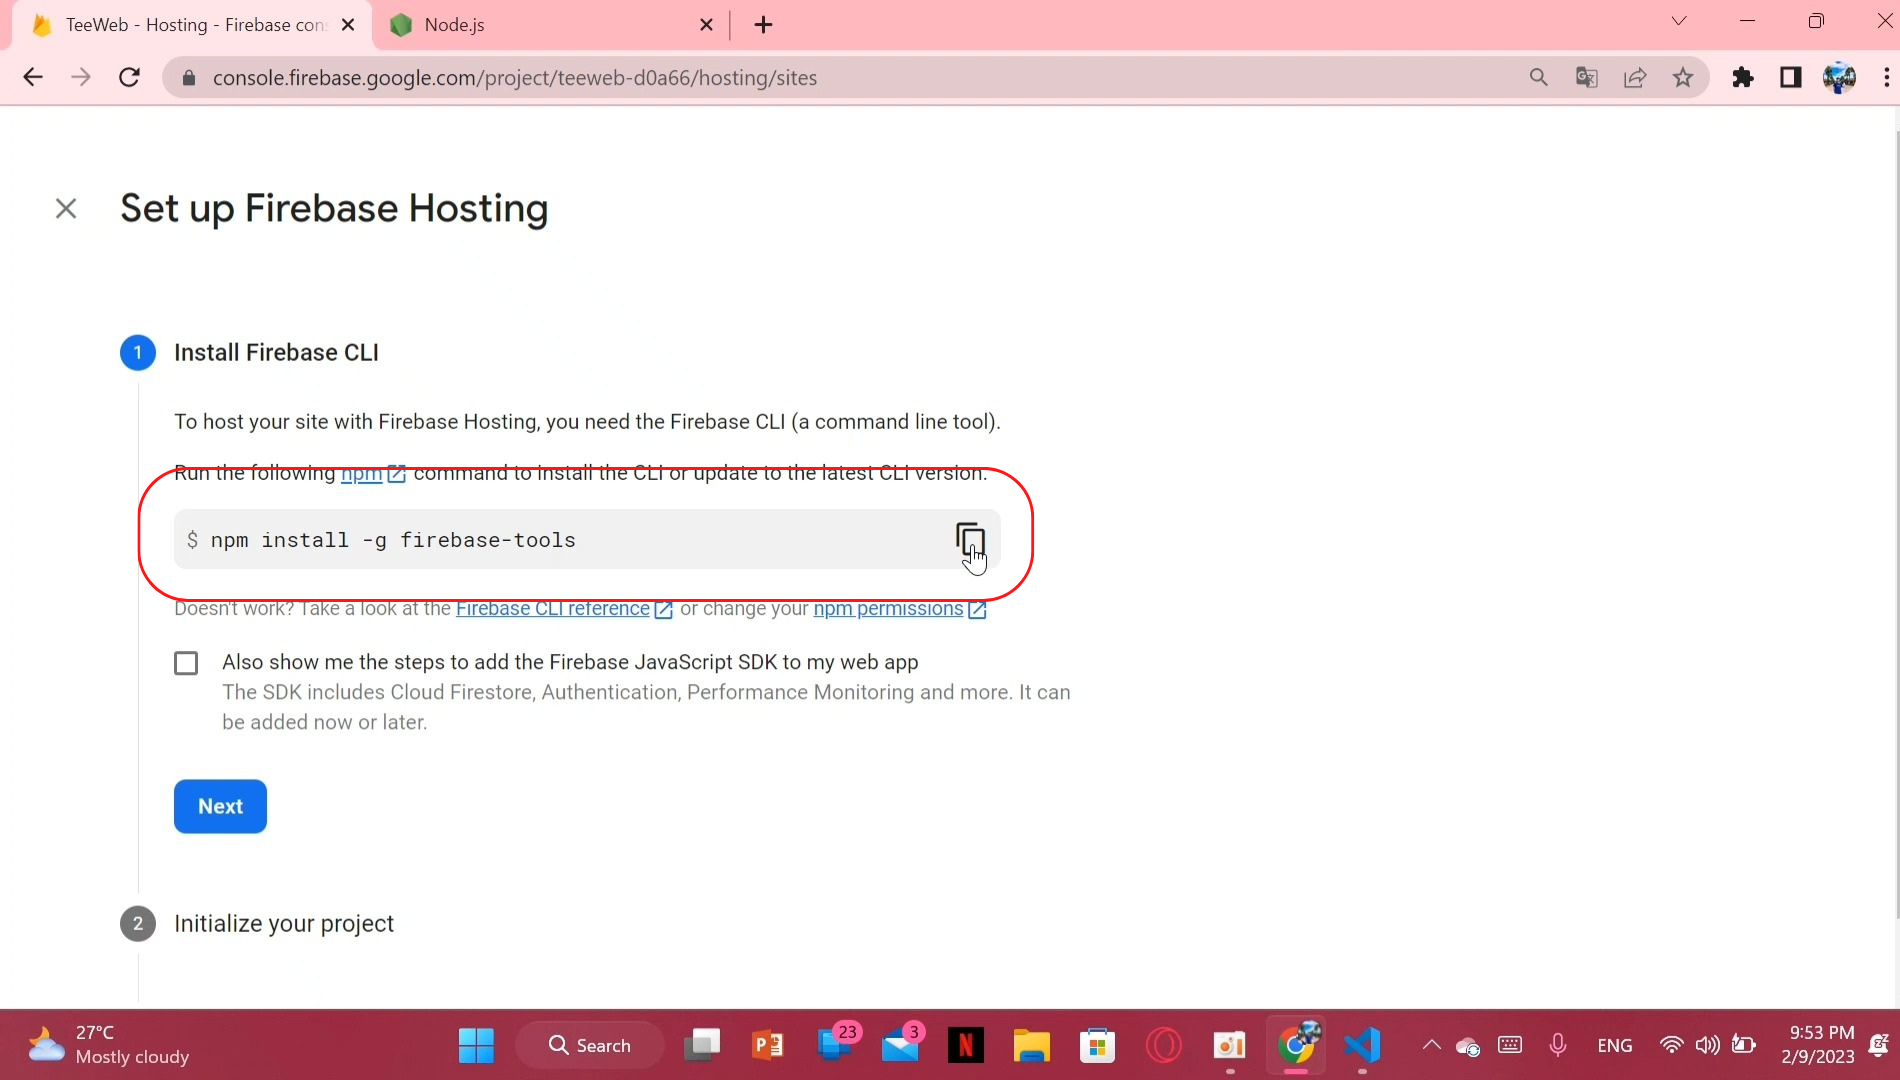 TeeWeb - Hosting - Firebase con
Node.js
console.firebase.google.com/project/teeweb-d0a66/hosting/sites
Set up Firebase Hosting
1 Install Firebase CLI
To host your site with Firebase Hosting, you need the Firebase CLI (a command line tool).
Run the following npm command to install the CLI or update to the latest CLI version.
$ npm install -g firebase-tools
Doesn't work? Take a look at the Firebase CLI reference or change your npm permissions
Also show me the steps to add the Firebase JavaScript SDK to my web app
The SDK includes Cloud Firestore, Authentication, Performance Monitoring and more. It can
be added now or later.
Next
2 Initialize your project
27°C
Mostly cloudy
Search
23
3
N
ENG
9:53 PM
2/9/2023